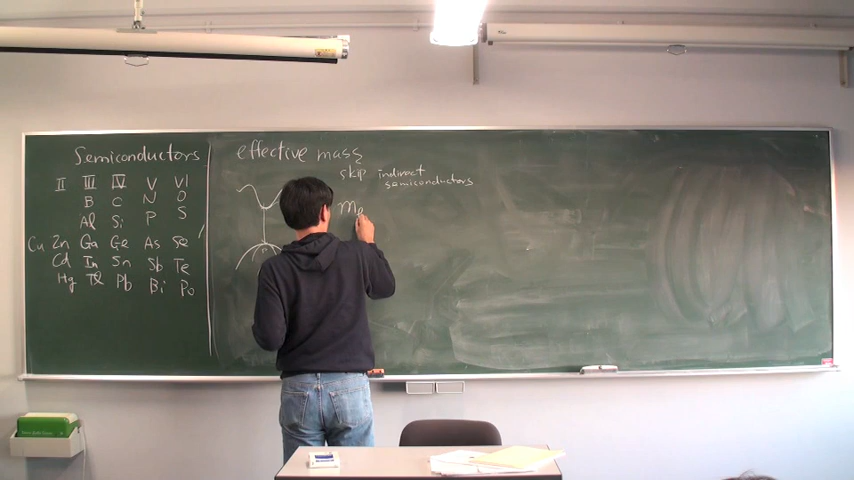 Semiconductors
II III IV V VI
B C N O
Al Si P S
Cu Zn Ga Ge As Se
Cd In Sn Sb Te
Hg Tl Pb Bi Po
effective mass
skip indirect
semiconductors
me